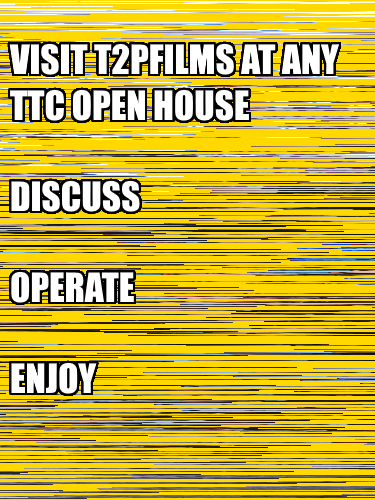 VISIT T2PFILMS AT ANY
TTC OPEN HOUSE
DISCUSS
OPERATE
ENJOY